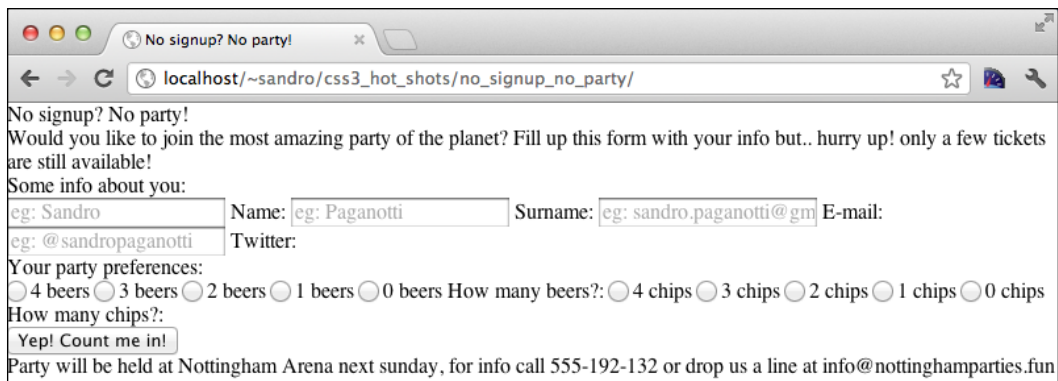 No signup? No party!
localhost/~sandro/css3_hot_shots/no_signup_no_party/
No signup? No party!
Would you like to join the most amazing party of the planet? Fill up this form with your info but.. hurry up! only a few tickets
are still available!
Some info about you:
eg: Sandro Name: eg: Paganotti Surname: eg: sandro.paganotti@gm E-mail:
eg: @sandropaganotti Twitter:
Your party preferences:
4 beers 3 beers 2 beers 1 beers 0 beers How many beers?: 4 chips 3 chips 2 chips 1 chips 0 chips
How many chips?:
Yep! Count me in!
Party will be held at Nottingham Arena next sunday, for info call 555-192-132 or drop us a line at info@nottinghamparties.fun